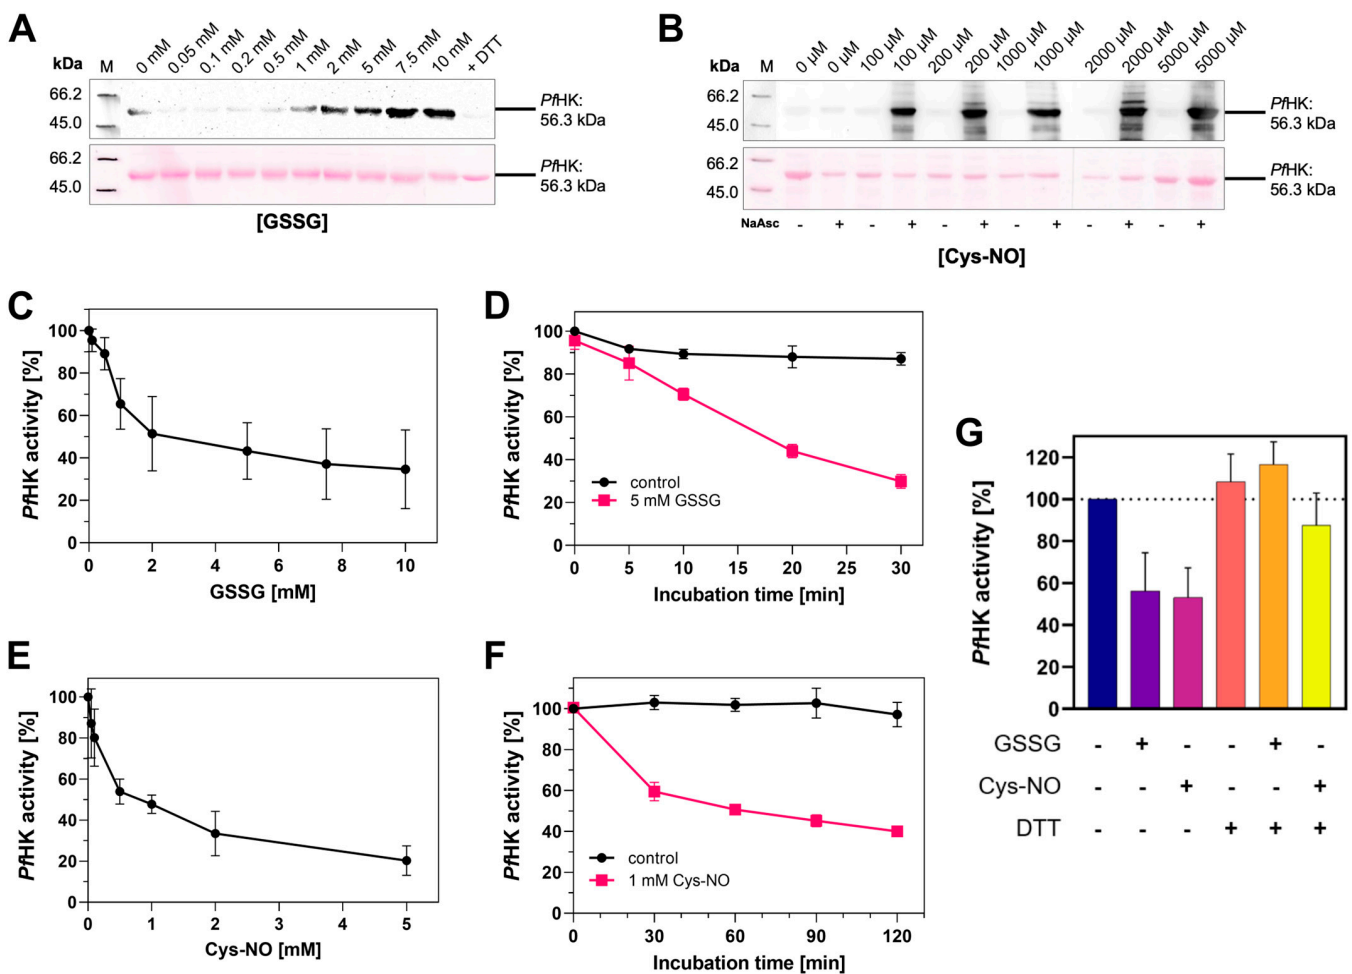 A
kDa
M
0 mM
0.05 mM
0.1 mM
0.2 mM
0.5 mM
1 mM
2 mM
5 mM
7.5 mM
10 mM
+ DTT
66.2
45.0
PfHK:
56.3 kDa
66.2
45.0
PfHK:
56.3 kDa
[GSSG]
B
kDa
M
0 µM
0 µM
100 µM
100 µM
200 µM
200 µM
1000 µM
1000 µM
2000 µM
2000 µM
5000 µM
5000 µM
66.2
45.0
PfHK:
56.3 kDa
66.2
45.0
PfHK:
56.3 kDa
NaAsc - + - + - + - + - + - +
[Cys-NO]
C
PfHK activity [%]
100
80
60
40
20
0
0 2 4 6 8 10
GSSG [mM]
D
PfHK activity [%]
100
80
60
40
20
0
control
5 mM GSSG
0 5 10 15 20 25 30
Incubation time [min]
E
PfHK activity [%]
100
80
60
40
20
0
0 1 2 3 4 5
Cys-NO [mM]
F
PfHK activity [%]
100
80
60
40
20
0
control
1 mM Cys-NO
0 30 60 90 120
Incubation time [min]
G
PfHK activity [%]
120
100
80
60
40
20
0
GSSG - + - - + -
Cys-NO - - + - - +
DTT - - - + + +